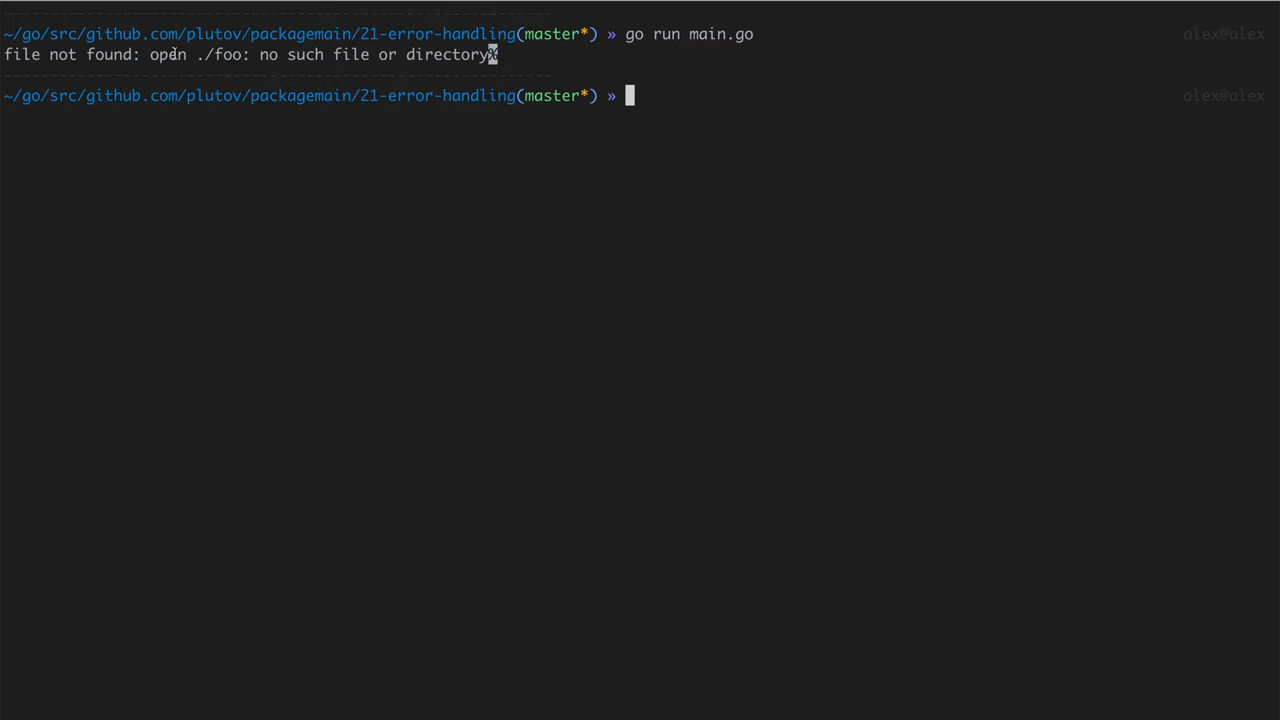 ~/go/src/github.com/plutov/packagemain/21-error-handling(master*) » go run main.go alex@alex
file not found: open ./foo: no such file or directory%
~/go/src/github.com/plutov/packagemain/21-error-handling(master*) » alex@alex